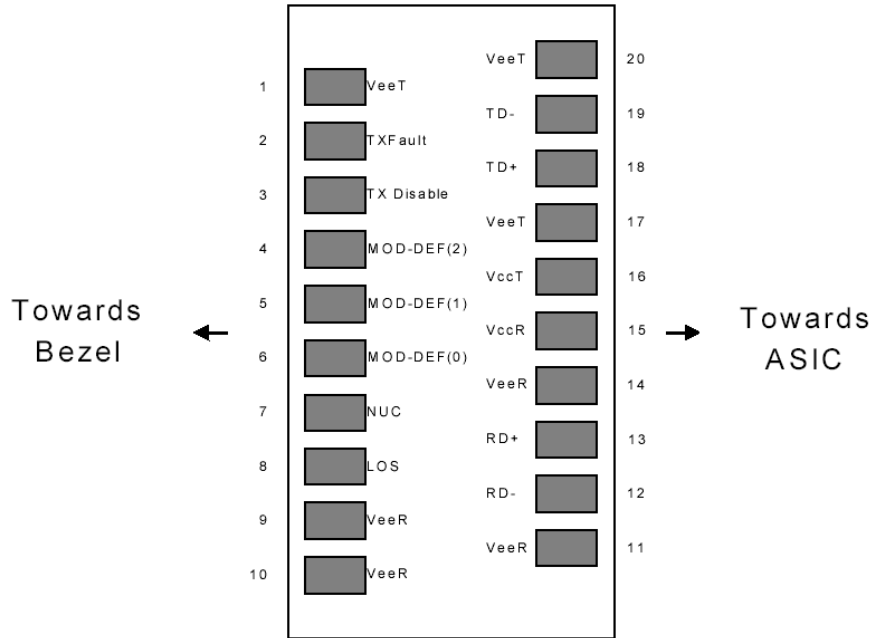 1 VeeT
2 TXFault
3 TX Disable
4 MOD-DEF(2)
5 MOD-DEF(1)
6 MOD-DEF(0)
7 NUC
8 LOS
9 VeeR
10 VeeR
VeeT 20
TD- 19
TD+ 18
VeeT 17
VccT 16
VccR 15
VeeR 14
RD+ 13
RD- 12
VeeR 11
Towards
Bezel
Towards
ASIC